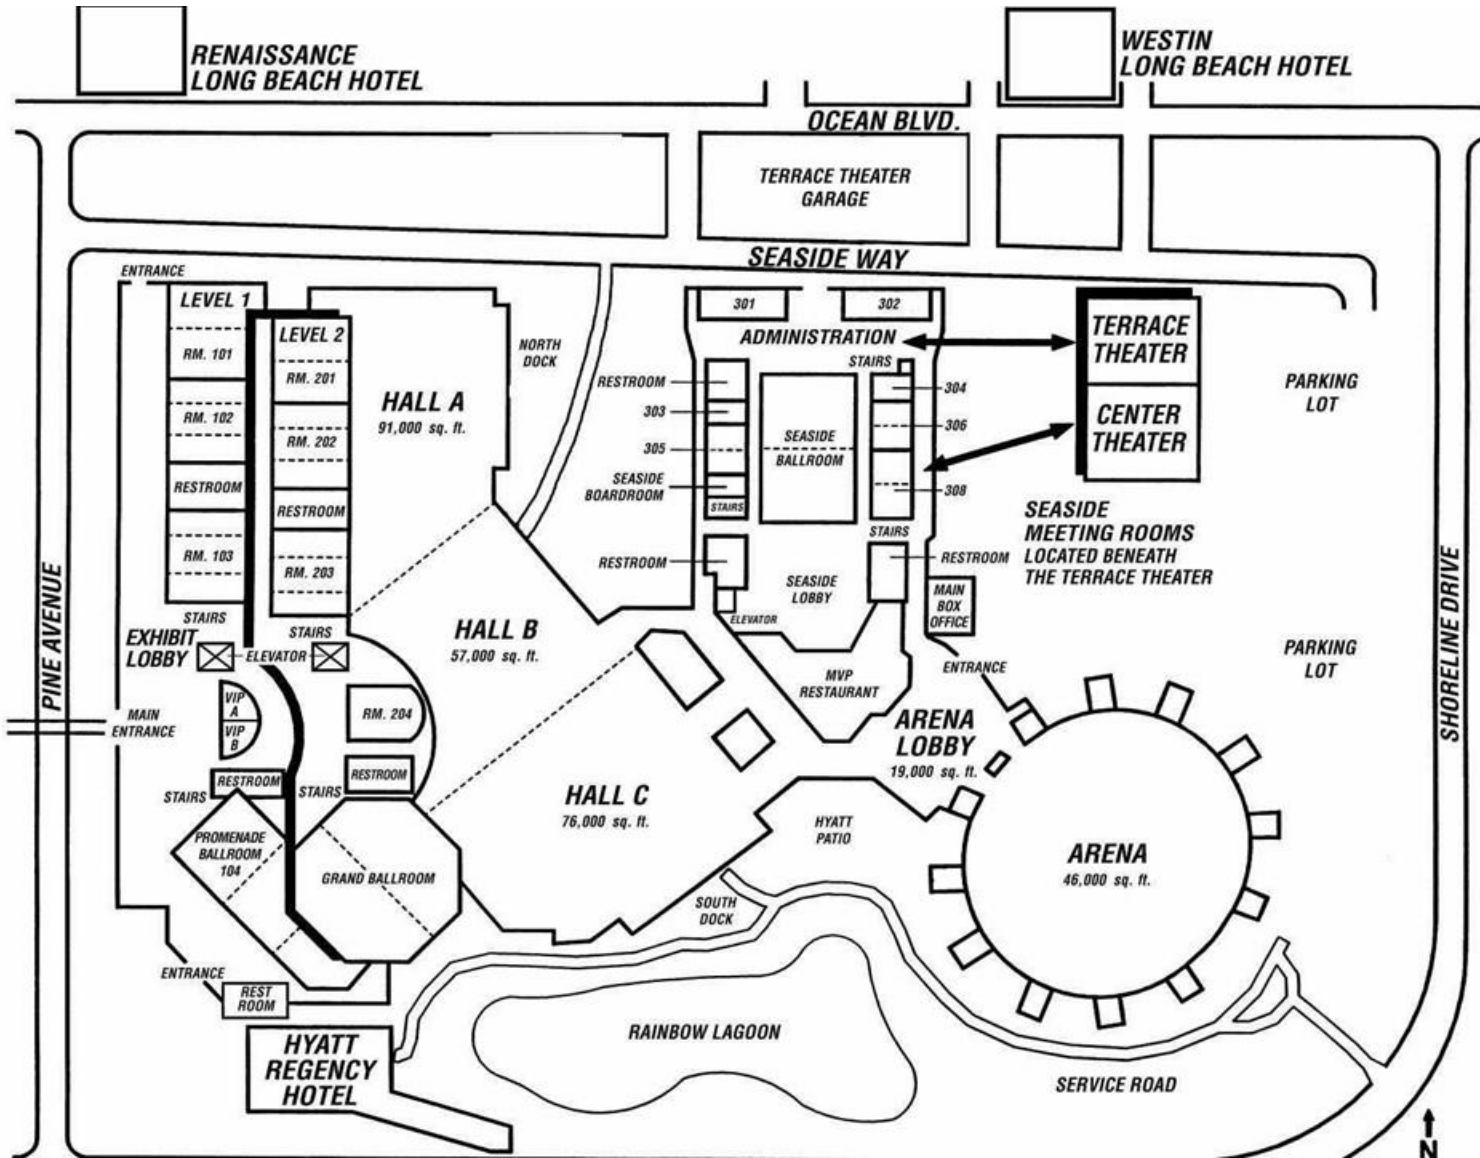 RENAISSANCE
LONG BEACH HOTEL
WESTIN
LONG BEACH HOTEL
OCEAN BLVD.
TERRACE THEATER
GARAGE
SEASIDE WAY
ENTRANCE
LEVEL 1
RM. 101
RM. 102
RESTROOM
RM. 103
STAIRS
LEVEL 2
RM. 201
RM. 202
RESTROOM
RM. 203
STAIRS
HALL A
91,000 sq. ft.
NORTH
DOCK
301
302
ADMINISTRATION
STAIRS
RESTROOM
303
305
SEASIDE
BOARDROOM
STAIRS
RESTROOM
ELEVATOR
SEASIDE
BALLROOM
304
306
308
STAIRS
RESTROOM
SEASIDE
LOBBY
MAIN
BOX
OFFICE
TERRACE
THEATER
CENTER
THEATER
SEASIDE
MEETING ROOMS
LOCATED BENEATH
THE TERRACE THEATER
PARKING
LOT
PARKING
LOT
PINE AVENUE
SHORELINE DRIVE
EXHIBIT
LOBBY
ELEVATOR
HALL B
57,000 sq. ft.
MVP
RESTAURANT
ENTRANCE
ARENA
LOBBY
19,000 sq. ft.
MAIN
ENTRANCE
VIP
A
VIP
B
RM. 204
RESTROOM
RESTROOM
STAIRS
STAIRS
PROMENADE
BALLROOM
104
GRAND BALLROOM
HALL C
76,000 sq. ft.
HYATT
PATIO
ARENA
46,000 sq. ft.
SOUTH
DOCK
ENTRANCE
REST
ROOM
HYATT
REGENCY
HOTEL
RAINBOW LAGOON
SERVICE ROAD
N